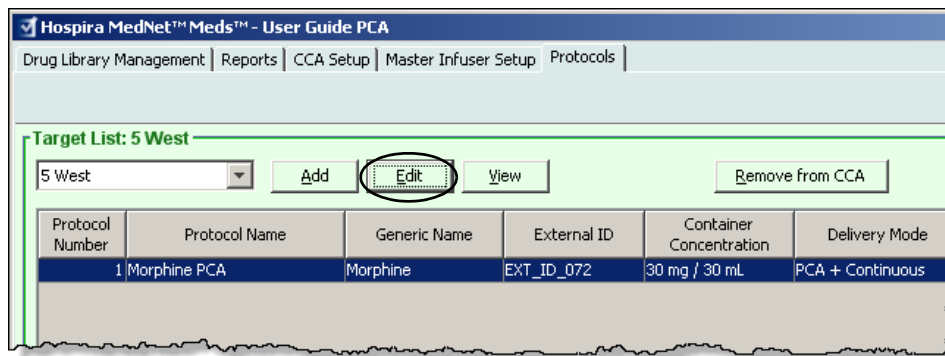 Hospira MedNet™ Meds™ - User Guide PCA
Drug Library Management Reports CCA Setup Master Infuser Setup Protocols
Target List: 5 West
5 West Add Edit View Remove from CCA
Protocol Number Protocol Name Generic Name External ID Container Concentration Delivery Mode
1 Morphine PCA Morphine EXT_ID_072 30 mg / 30 mL PCA + Continuous